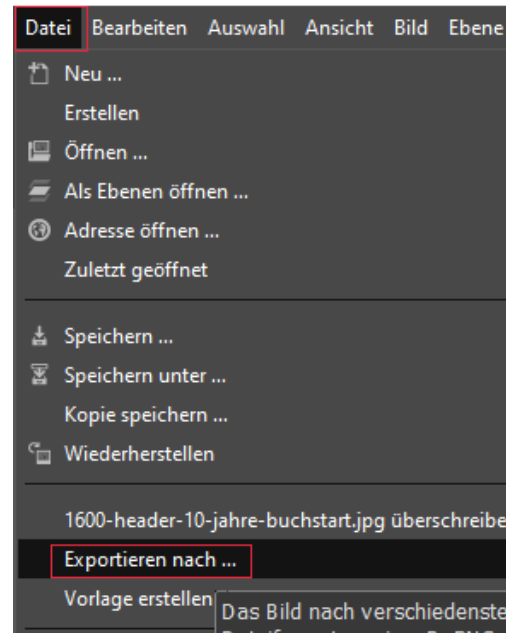 Datei Bearbeiten Auswahl Ansicht Bild Ebene
Neu ...
Erstellen
Öffnen ...
Als Ebenen öffnen ...
Adresse öffnen ...
Zuletzt geöffnet
Speichern ...
Speichern unter ...
Kopie speichern ...
Wiederherstellen
1600-header-10-jahre-buchstart.jpg überschreibe
Exportieren nach ...
Vorlage erstellen
Das Bild nach verschiedenste